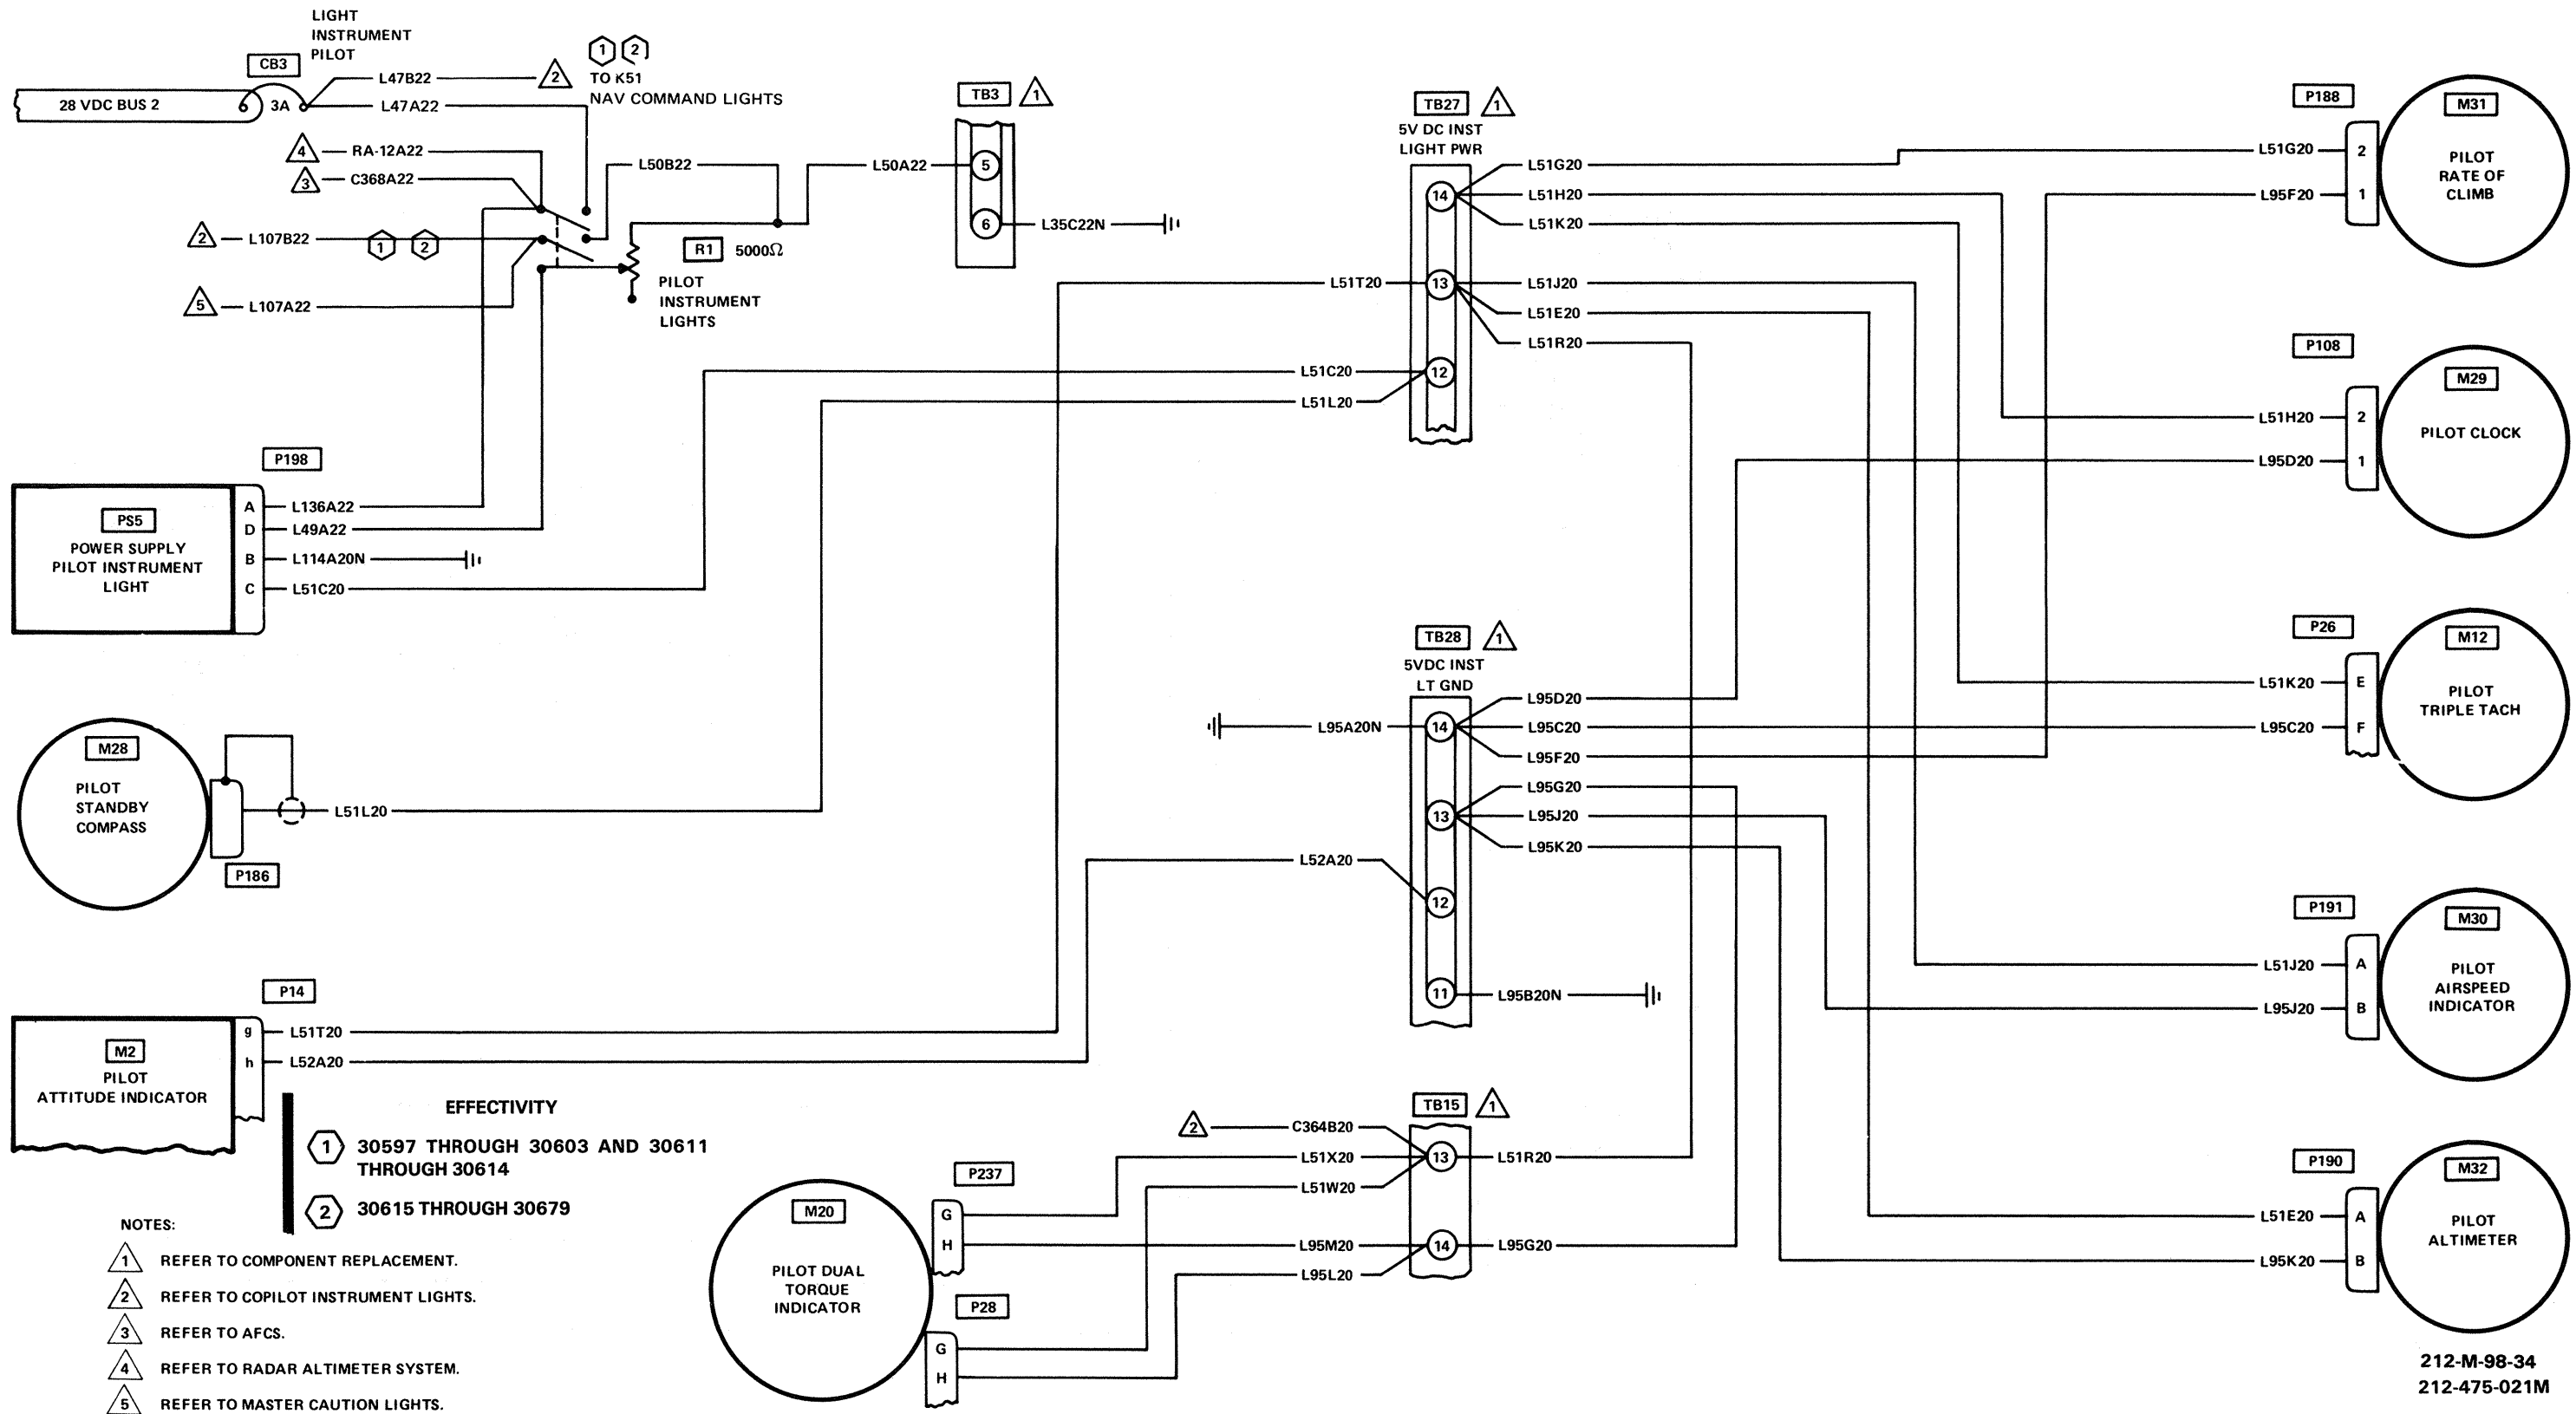 LIGHT
INSTRUMENT
PILOT
CB3
28 VDC BUS 2
3A
L47B22
2
L47A22
1 2
TO K51
NAV COMMAND LIGHTS
4
RA-12A22
3
C368A22
2
L107B22
1
2
5
L107A22
L50B22
R1
5000Ω
PILOT
INSTRUMENT
LIGHTS
L50A22
TB3
1
5
6
L35C22N
P198
PS5
POWER SUPPLY
PILOT INSTRUMENT
LIGHT
A
L136A22
D
L49A22
B
L114A20N
C
L51C20
M28
PILOT
STANDBY
COMPASS
P186
L51L20
P14
M2
PILOT
ATTITUDE INDICATOR
g
L51T20
h
L52A20
TB27
1
5V DC INST
LIGHT PWR
14
L51G20
L51H20
L51K20
L51T20
13
L51J20
L51E20
L51R20
L51C20
12
L51L20
TB28
1
5VDC INST
LT GND
L95A20N
14
L95D20
L95C20
L95F20
13
L95G20
L95J20
L95K20
L52A20
12
11
L95B20N
TB15
1
2
C364B20
L51X20
13
L51R20
L51W20
L95M20
14
L95G20
L95L20
M20
PILOT DUAL
TORQUE
INDICATOR
P237
G
H
P28
G
H
P188
M31
PILOT
RATE OF
CLIMB
L51G20
2
L95F20
1
P108
M29
PILOT CLOCK
L51H20
2
L95D20
1
P26
M12
PILOT
TRIPLE TACH
L51K20
E
L95C20
F
P191
M30
PILOT
AIRSPEED
INDICATOR
L51J20
A
L95J20
B
P190
M32
PILOT
ALTIMETER
L51E20
A
L95K20
B
EFFECTIVITY
1 30597 THROUGH 30603 AND 30611
THROUGH 30614
2 30615 THROUGH 30679
NOTES:
1 REFER TO COMPONENT REPLACEMENT.
2 REFER TO COPILOT INSTRUMENT LIGHTS.
3 REFER TO AFCS.
4 REFER TO RADAR ALTIMETER SYSTEM.
5 REFER TO MASTER CAUTION LIGHTS.
212-M-98-34
212-475-021M